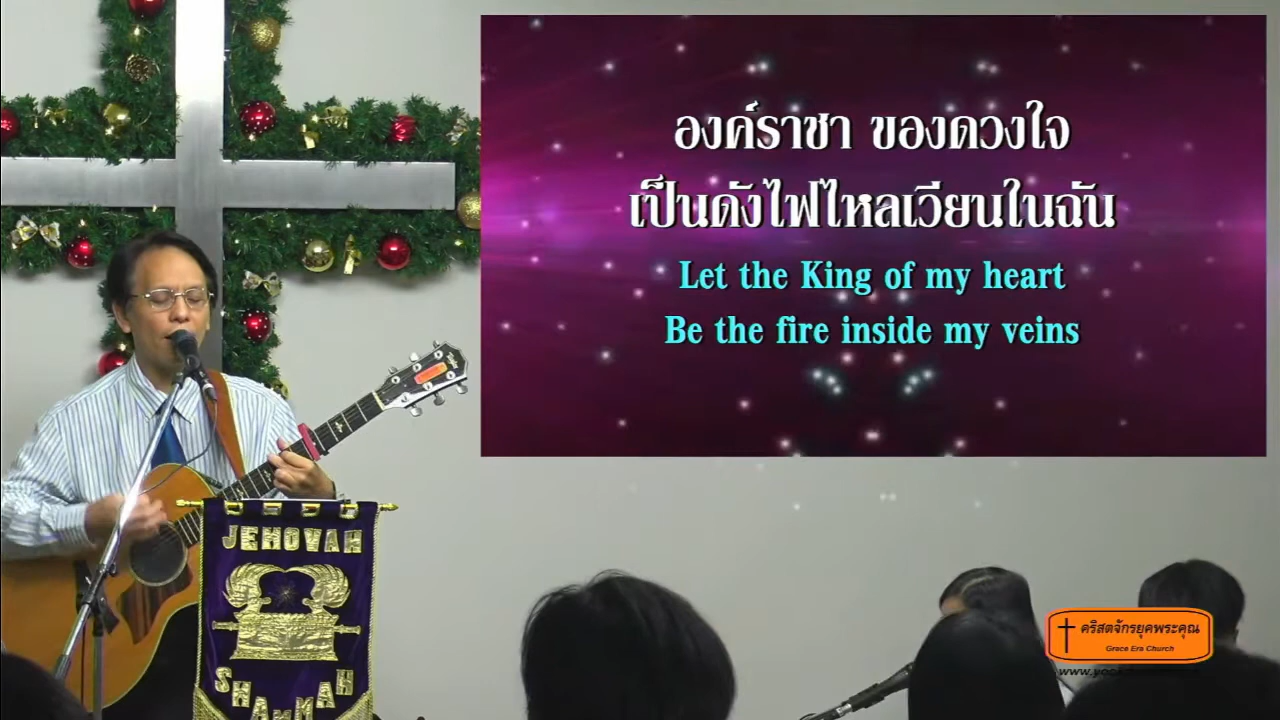 องค์ราชา ของดวงใจ
เป็นดังไฟไหลเวียนในฉัน
Let the King of my heart
Be the fire inside my veins
JEHOVAH
SHAMMAH
คริสตจักรยุคพระคุณ
Grace Era Church